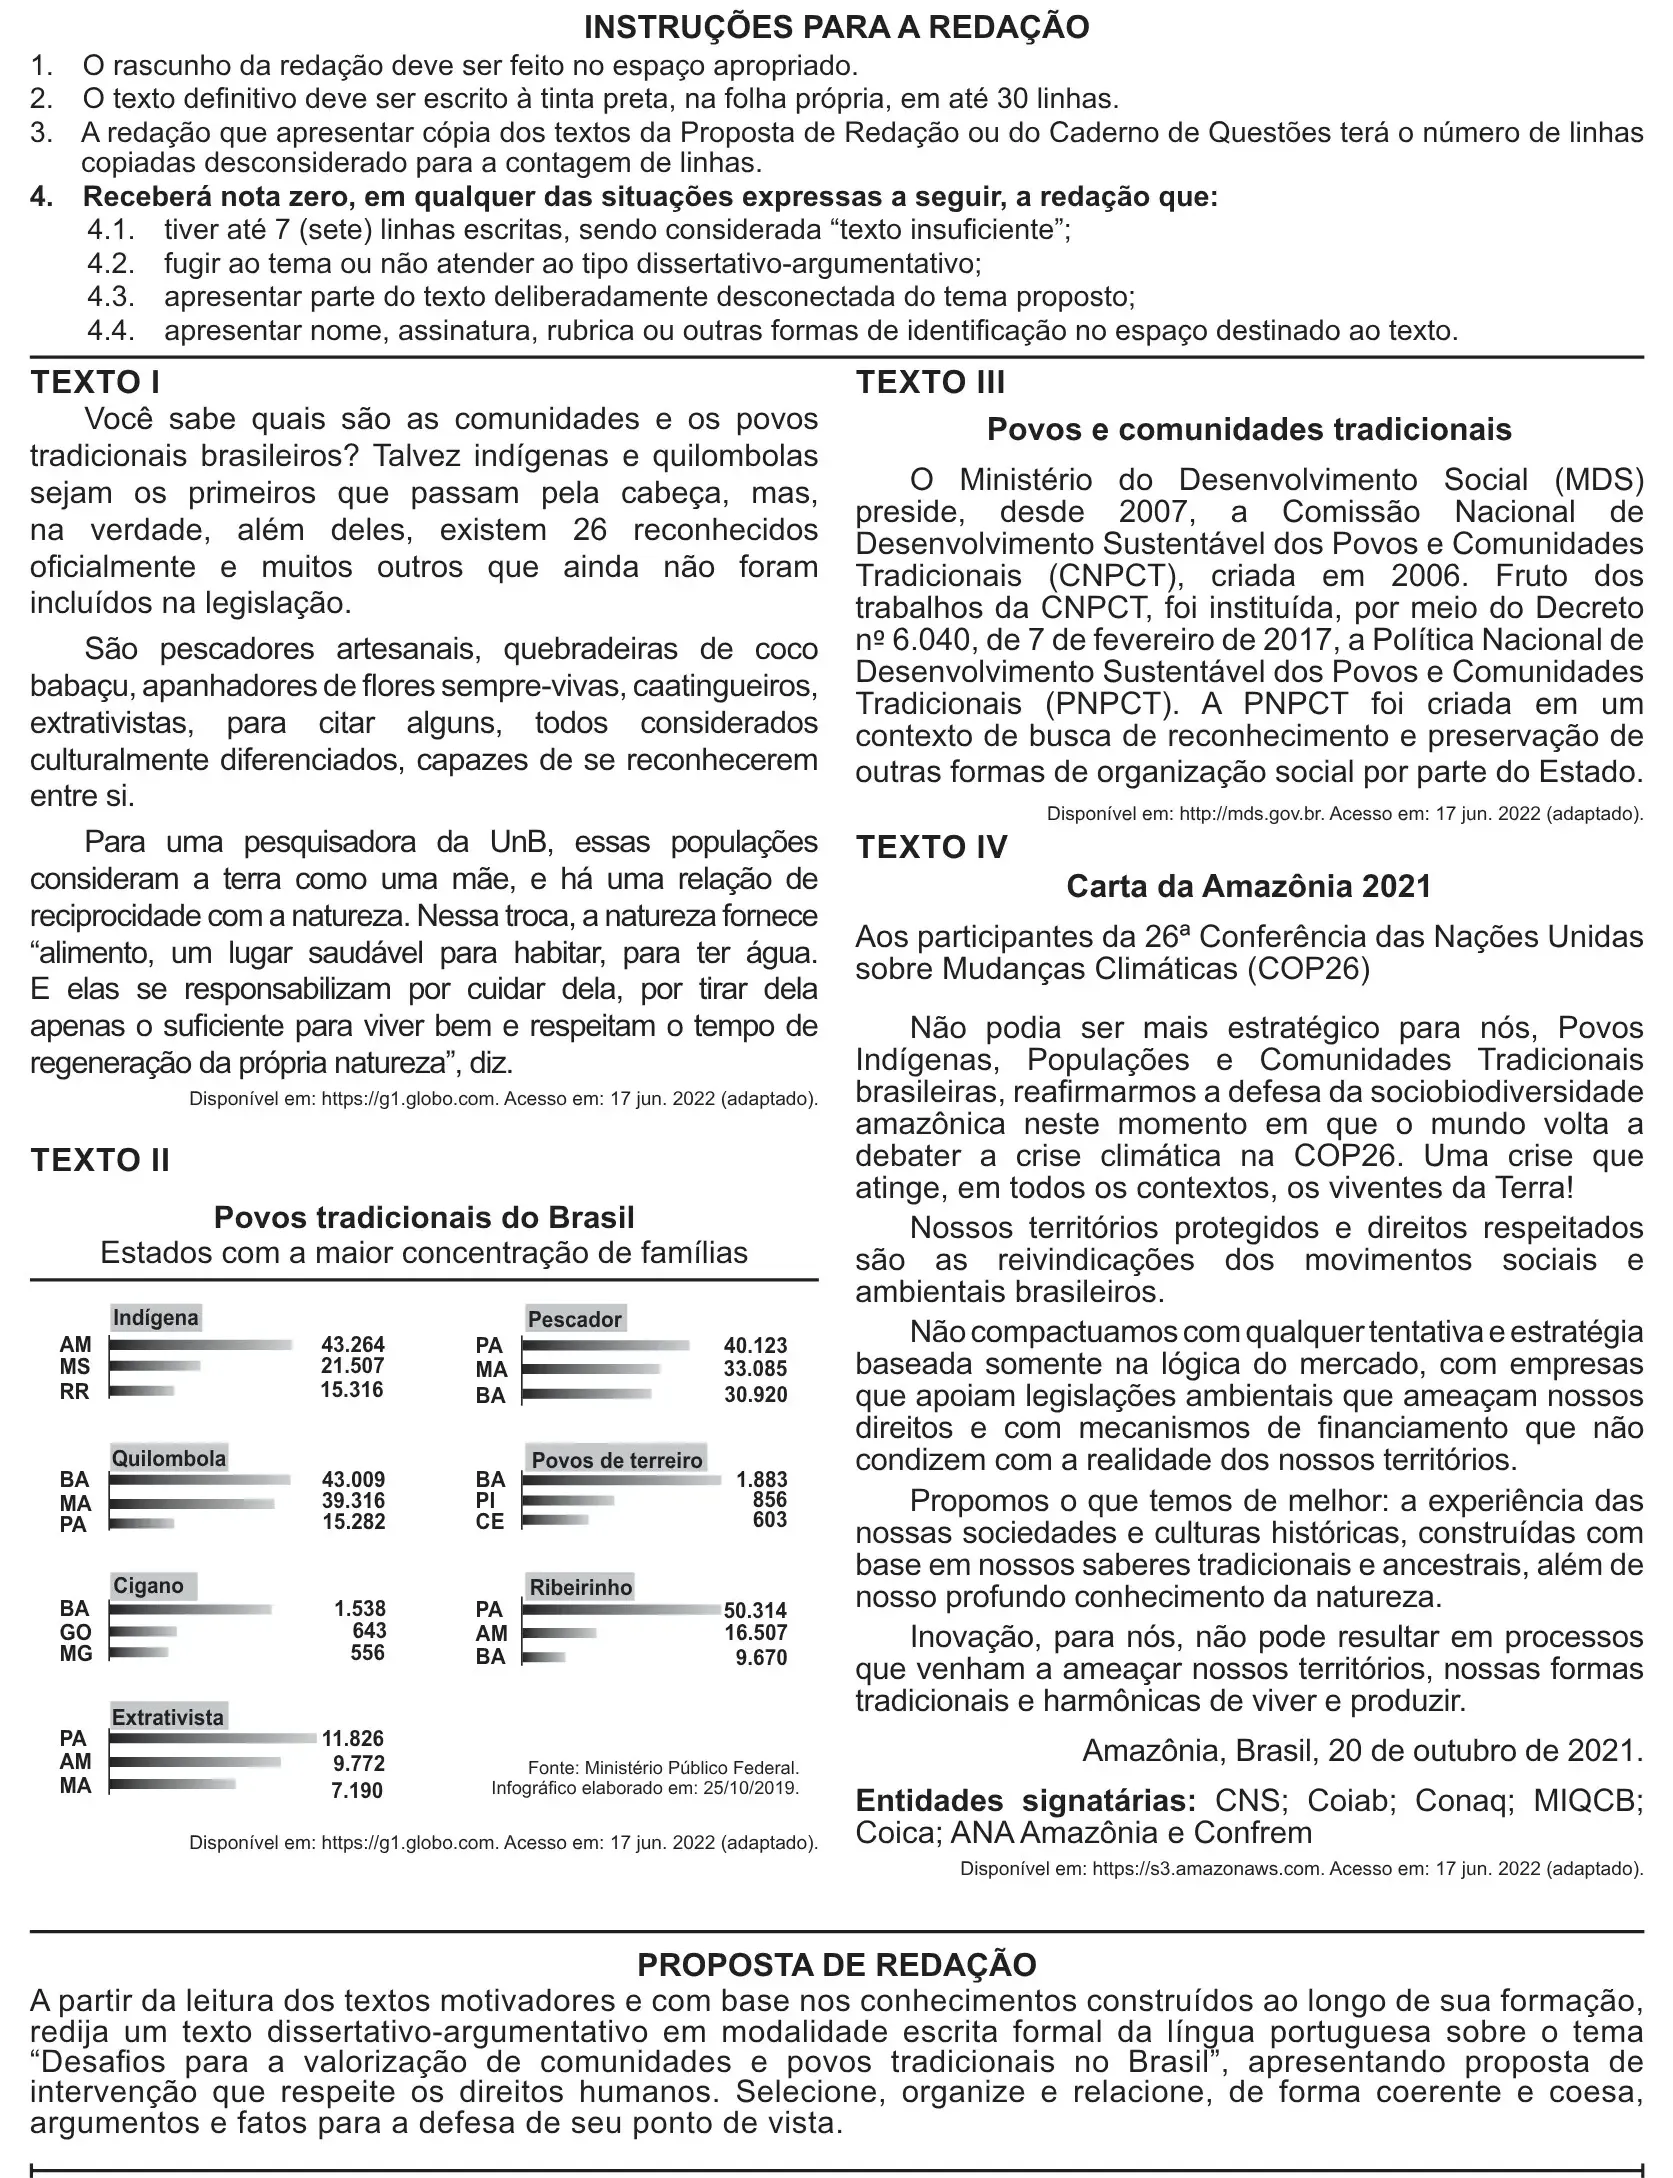 INSTRUÇÕES PARA A REDAÇÃO
1. O rascunho da redação deve ser feito no espaço apropriado.
2. O texto definitivo deve ser escrito à tinta preta, na folha própria, em até 30 linhas.
3. A redação que apresentar cópia dos textos da Proposta de Redação ou do Caderno de Questões terá o número de linhas
copiadas desconsiderado para a contagem de linhas.
4. Receberá nota zero, em qualquer das situações expressas a seguir, a redação que:
4.1. tiver até 7 (sete) linhas escritas, sendo considerada “texto insuficiente”;
4.2. fugir ao tema ou não atender ao tipo dissertativo-argumentativo;
4.3. apresentar parte do texto deliberadamente desconectada do tema proposto;
4.4. apresentar nome, assinatura, rubrica ou outras formas de identificação no espaço destinado ao texto.
TEXTO I
Você sabe quais são as comunidades e os povos
tradicionais brasileiros? Talvez indígenas e quilombolas
sejam os primeiros que passam pela cabeça, mas,
na verdade, além deles, existem 26 reconhecidos
oficialmente e muitos outros que ainda não foram
incluídos na legislação.
São pescadores artesanais, quebradeiras de coco
babaçu, apanhadores de flores sempre-vivas, caatingueiros,
extrativistas, para citar alguns, todos considerados
culturalmente diferenciados, capazes de se reconhecerem
entre si.
Para uma pesquisadora da UnB, essas populações
consideram a terra como uma mãe, e há uma relação de
reciprocidade com a natureza. Nessa troca, a natureza fornece
“alimento, um lugar saudável para habitar, para ter água.
E elas se responsabilizam por cuidar dela, por tirar dela
apenas o suficiente para viver bem e respeitam o tempo de
regeneração da própria natureza”, diz.
Disponível em: https://g1.globo.com. Acesso em: 17 jun. 2022 (adaptado).
TEXTO II
Povos tradicionais do Brasil
Estados com a maior concentração de famílias
Indígena
AM 43.264
MS 21.507
RR 15.316
Pescador
PA 40.123
MA 33.085
BA 30.920
Quilombola
BA 43.009
MA 39.316
PA 15.282
Povos de terreiro
BA 1.883
PI 856
CE 603
Cigano
BA 1.538
GO 643
MG 556
Ribeirinho
PA 50.314
AM 16.507
BA 9.670
Extrativista
PA 11.826
AM 9.772
MA 7.190
Fonte: Ministério Público Federal.
Infográfico elaborado em: 25/10/2019.
Disponível em: https://g1.globo.com. Acesso em: 17 jun. 2022 (adaptado).
TEXTO III
Povos e comunidades tradicionais
O Ministério do Desenvolvimento Social (MDS)
preside, desde 2007, a Comissão Nacional de
Desenvolvimento Sustentável dos Povos e Comunidades
Tradicionais (CNPCT), criada em 2006. Fruto dos
trabalhos da CNPCT, foi instituída, por meio do Decreto
nº 6.040, de 7 de fevereiro de 2017, a Política Nacional de
Desenvolvimento Sustentável dos Povos e Comunidades
Tradicionais (PNPCT). A PNPCT foi criada em um
contexto de busca de reconhecimento e preservação de
outras formas de organização social por parte do Estado.
Disponível em: http://mds.gov.br. Acesso em: 17 jun. 2022 (adaptado).
TEXTO IV
Carta da Amazônia 2021
Aos participantes da 26ª Conferência das Nações Unidas
sobre Mudanças Climáticas (COP26)
Não podia ser mais estratégico para nós, Povos
Indígenas, Populações e Comunidades Tradicionais
brasileiras, reafirmarmos a defesa da sociobiodiversidade
amazônica neste momento em que o mundo volta a
debater a crise climática na COP26. Uma crise que
atinge, em todos os contextos, os viventes da Terra!
Nossos territórios protegidos e direitos respeitados
são as reivindicações dos movimentos sociais e
ambientais brasileiros.
Não compactuamos com qualquer tentativa e estratégia
baseada somente na lógica do mercado, com empresas
que apoiam legislações ambientais que ameaçam nossos
direitos e com mecanismos de financiamento que não
condizem com a realidade dos nossos territórios.
Propomos o que temos de melhor: a experiência das
nossas sociedades e culturas históricas, construídas com
base em nossos saberes tradicionais e ancestrais, além de
nosso profundo conhecimento da natureza.
Inovação, para nós, não pode resultar em processos
que venham a ameaçar nossos territórios, nossas formas
tradicionais e harmônicas de viver e produzir.
Amazônia, Brasil, 20 de outubro de 2021.
Entidades signatárias: CNS; Coiab; Conaq; MIQCB;
Coica; ANA Amazônia e Confrem
Disponível em: https://s3.amazonaws.com. Acesso em: 17 jun. 2022 (adaptado).
PROPOSTA DE REDAÇÃO
A partir da leitura dos textos motivadores e com base nos conhecimentos construídos ao longo de sua formação,
redija um texto dissertativo-argumentativo em modalidade escrita formal da língua portuguesa sobre o tema
“Desafios para a valorização de comunidades e povos tradicionais no Brasil”, apresentando proposta de
intervenção que respeite os direitos humanos. Selecione, organize e relacione, de forma coerente e coesa,
argumentos e fatos para a defesa de seu ponto de vista.